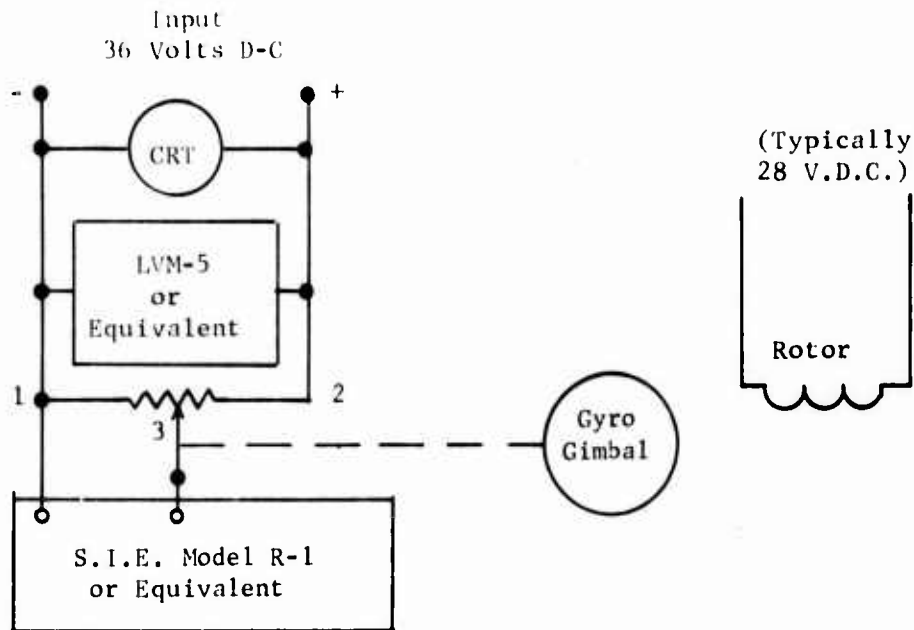 Input
36 Volts D-C
- +
CRT
(Typically
28 V.D.C.)
LVM-5
or
Equivalent
Rotor
1 2
3
Gyro
Gimbal
S.I.E. Model R-1
or Equivalent